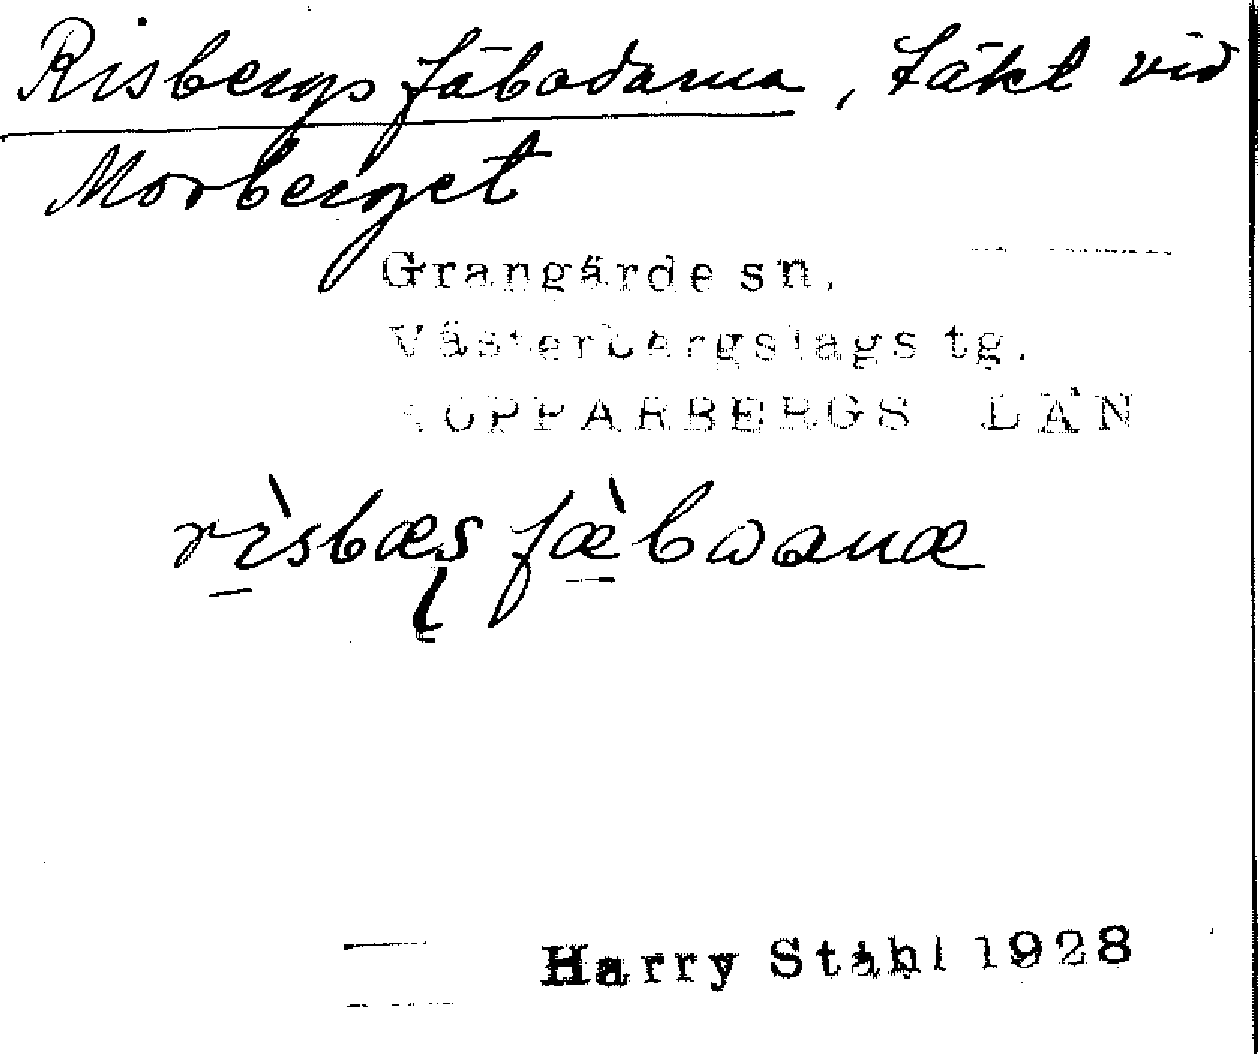 Risbergs fäbodarna, täkt vid
Morberget
Grangärde sn.
Västerbergslags tg.
KOPPARBERGS LÄN
rìsbæs fæ̀bωanæ
Harry Ståhl 1928